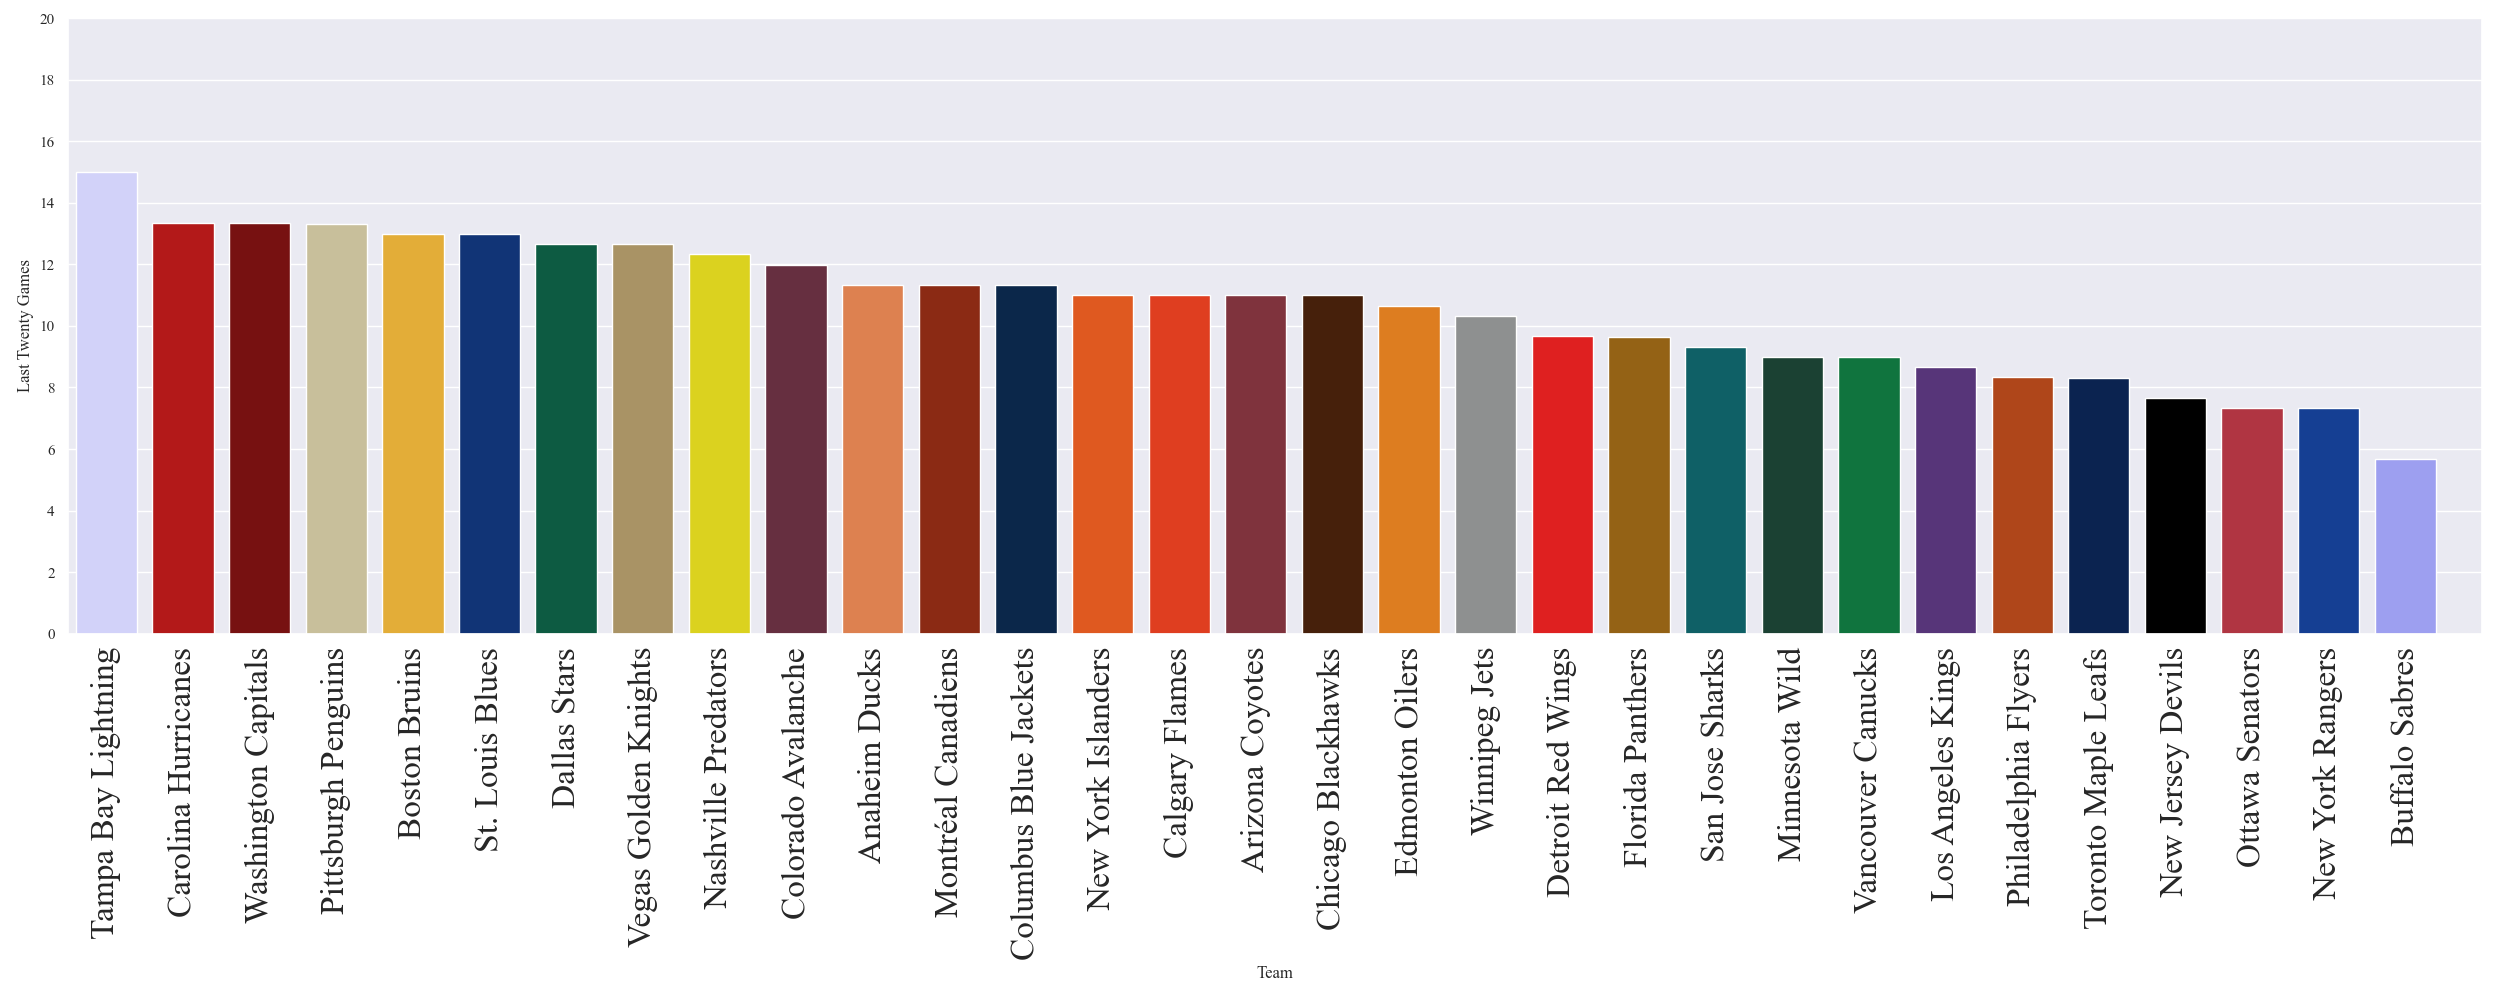 20
18
16
14
12
10
8
6
4
2
0
Last Twenty Games
Tampa Bay Lightning
Carolina Hurricanes
Washington Capitals
Pittsburgh Penguins
Boston Bruins
St. Louis Blues
Dallas Stars
Vegas Golden Knights
Nashville Predators
Colorado Avalanche
Anaheim Ducks
Montréal Canadiens
Columbus Blue Jackets
New York Islanders
Calgary Flames
Arizona Coyotes
Chicago Blackhawks
Edmonton Oilers
Winnipeg Jets
Detroit Red Wings
Florida Panthers
San Jose Sharks
Minnesota Wild
Vancouver Canucks
Los Angeles Kings
Philadelphia Flyers
Toronto Maple Leafs
New Jersey Devils
Ottawa Senators
New York Rangers
Buffalo Sabres
Team